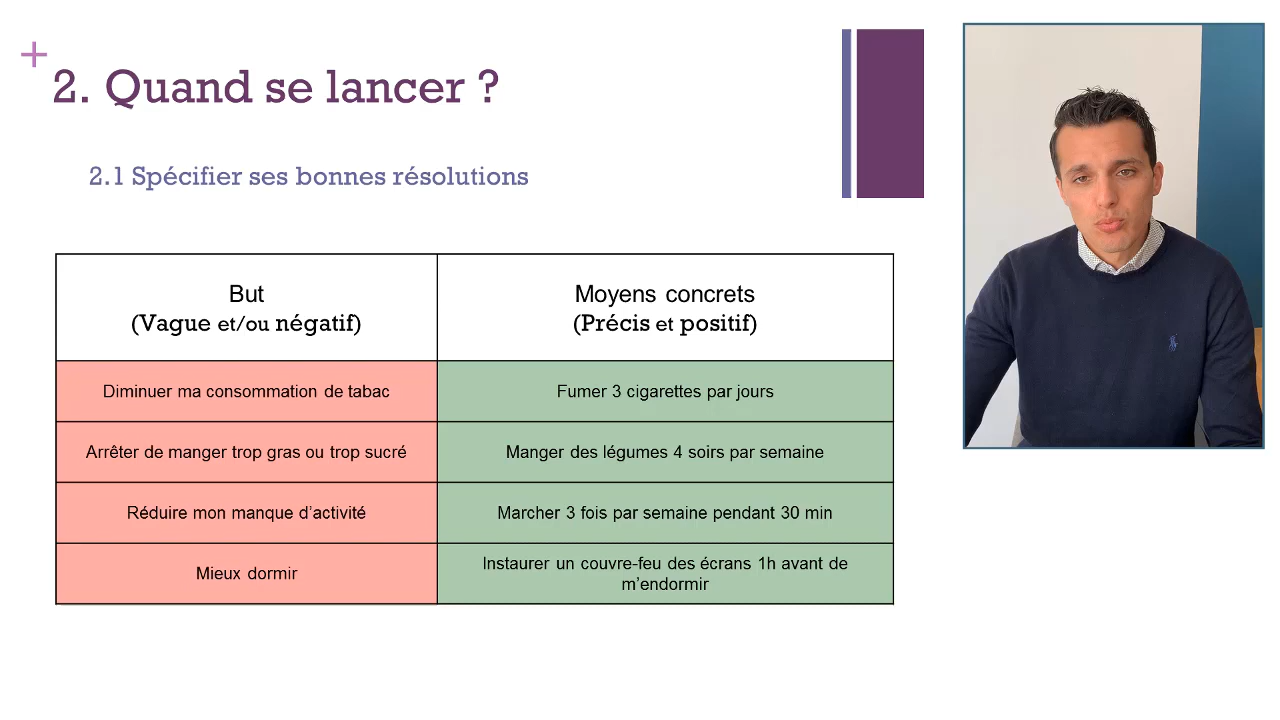 +
2. Quand se lancer ?
2.1 Spécifier ses bonnes résolutions
But
(Vague et/ou négatif)
Moyens concrets
(Précis et positif)
Diminuer ma consommation de tabac
Fumer 3 cigarettes par jours
Arrêter de manger trop gras ou trop sucré
Manger des légumes 4 soirs par semaine
Réduire mon manque d’activité
Marcher 3 fois par semaine pendant 30 min
Mieux dormir
Instaurer un couvre-feu des écrans 1h avant de
m’endormir